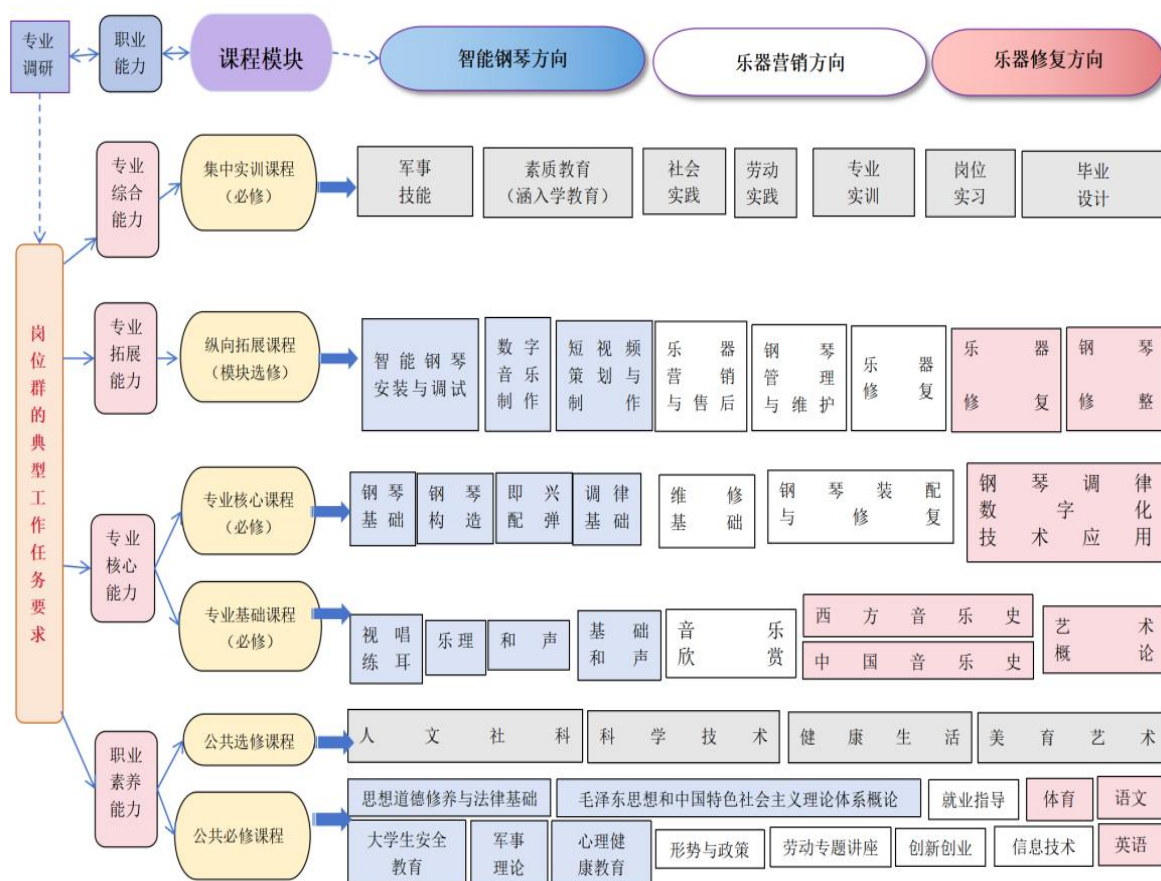 专业
调研
职业
能力
课程模块
智能钢琴方向
乐器营销方向
乐器修复方向
专业
综合
能力
集中实训课程
（必修）
军事
技能
素质教育
（涵入学教育）
社会
实践
劳动
实践
专业
实训
岗位
实习
毕业
设计
岗位群的典型工作任务要求
专业
拓展
能力
纵向拓展课程
（模块选修）
智能钢琴
安装与调试
数字
音乐
制作
短视频
策划与
制作
乐器
营销
与售后
钢琴
管理
与维护
乐器
修复
乐器
修复
钢琴
修整
专业
核心
能力
专业核心课程
（必修）
钢琴
基础
钢琴
构造
即兴
配弹
调律
基础
维修
基础
钢琴装配
与修复
钢琴调律
数字化
技术应用
专业基础课程
（必修）
视唱
练耳
乐理
和声
基础
和声
音乐
欣赏
西方音乐史
中国音乐史
艺术
概论
职业
素养
能力
公共选修课程
人文社科
科学技术
健康生活
美育艺术
公共必修课程
思想道德修养与法律基础
毛泽东思想和中国特色社会主义理论体系概论
就业指导
体育
语文
大学生安全
教育
军事
理论
心理健
康教育
形势与政策
劳动专题讲座
创新创业
信息技术
英语